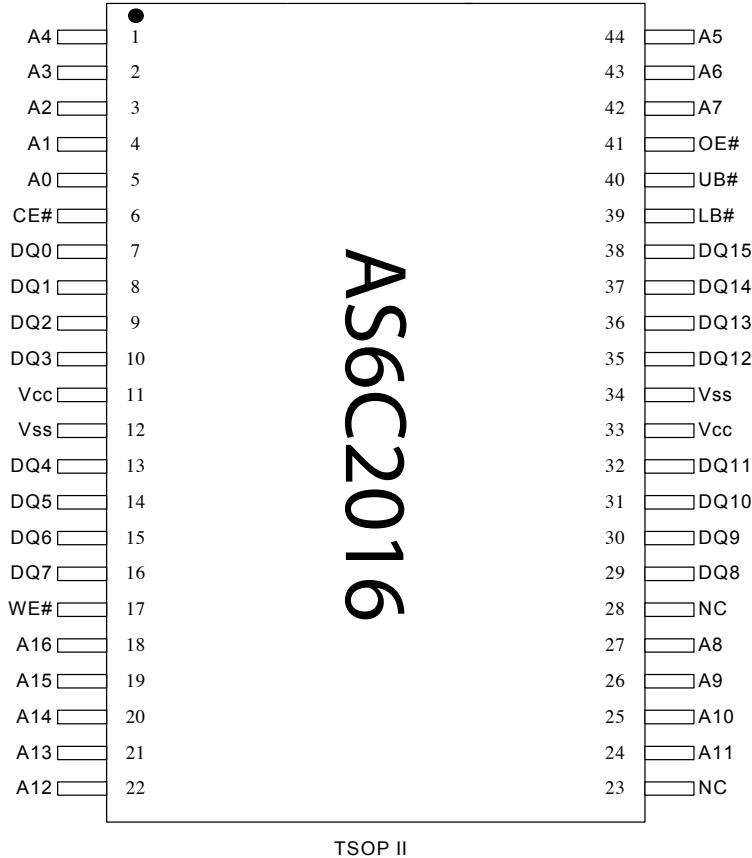 A4 1 44 A5
A3 2 43 A6
A2 3 42 A7
A1 4 41 OE#
A0 5 40 UB#
CE# 6 39 LB#
DQ0 7 38 DQ15
DQ1 8 37 DQ14
DQ2 9 36 DQ13
DQ3 10 35 DQ12
Vcc 11 34 Vss
Vss 12 33 Vcc
DQ4 13 32 DQ11
DQ5 14 31 DQ10
DQ6 15 30 DQ9
DQ7 16 29 DQ8
WE# 17 28 NC
A16 18 27 A8
A15 19 26 A9
A14 20 25 A10
A13 21 24 A11
A12 22 23 NC
AS6C2016
TSOP II